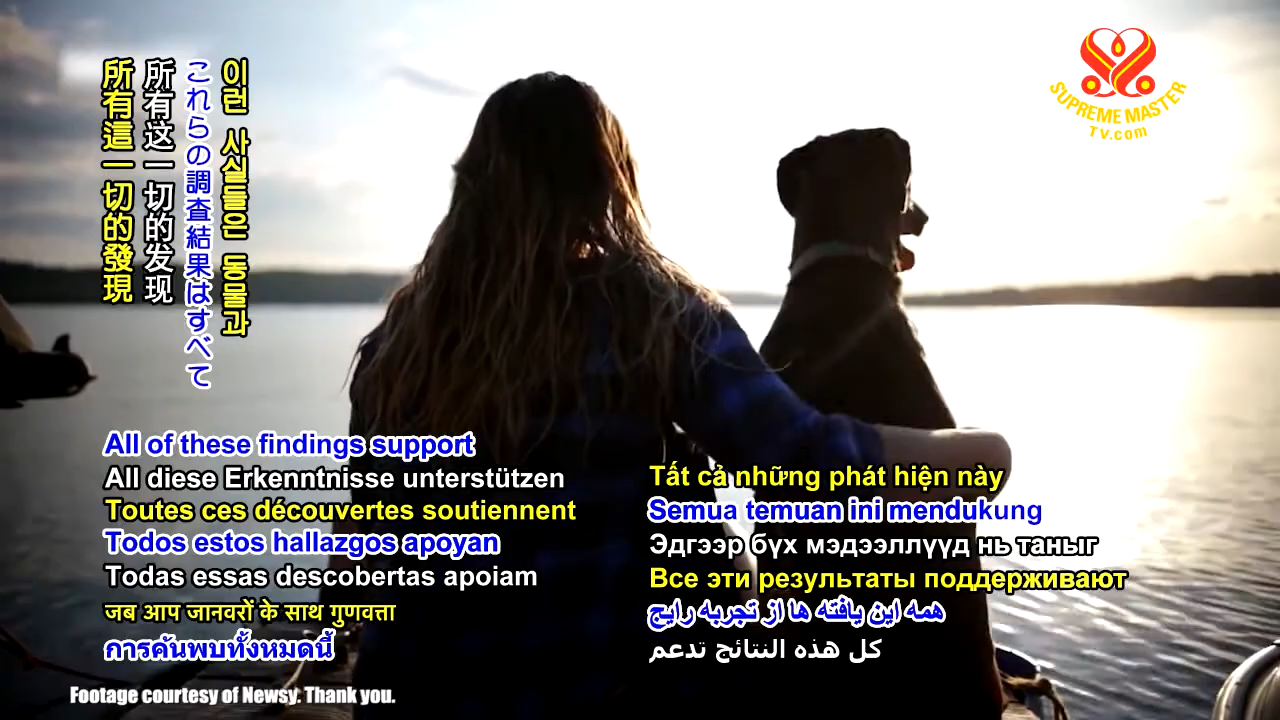 所有這一切的發現
所有这一切的发现
これらの調査結果はすべて
이런 사실들은 동물과
SUPREME MASTER
TV.com
All of these findings support
All diese Erkenntnisse unterstützen
Toutes ces découvertes soutiennent
Todos estos hallazgos apoyan
Todas essas descobertas apoiam
जब आप जानवरों के साथ गुणवत्ता
การค้นพบทั้งหมดนี้
Tất cả những phát hiện này
Semua temuan ini mendukung
Эдгээр бүх мэдээллүүд нь таныг
Все эти результаты поддерживают
همه این یافته ها از تجربه رایج
كل هذه النتائج تدعم
Footage courtesy of Newsy. Thank you.